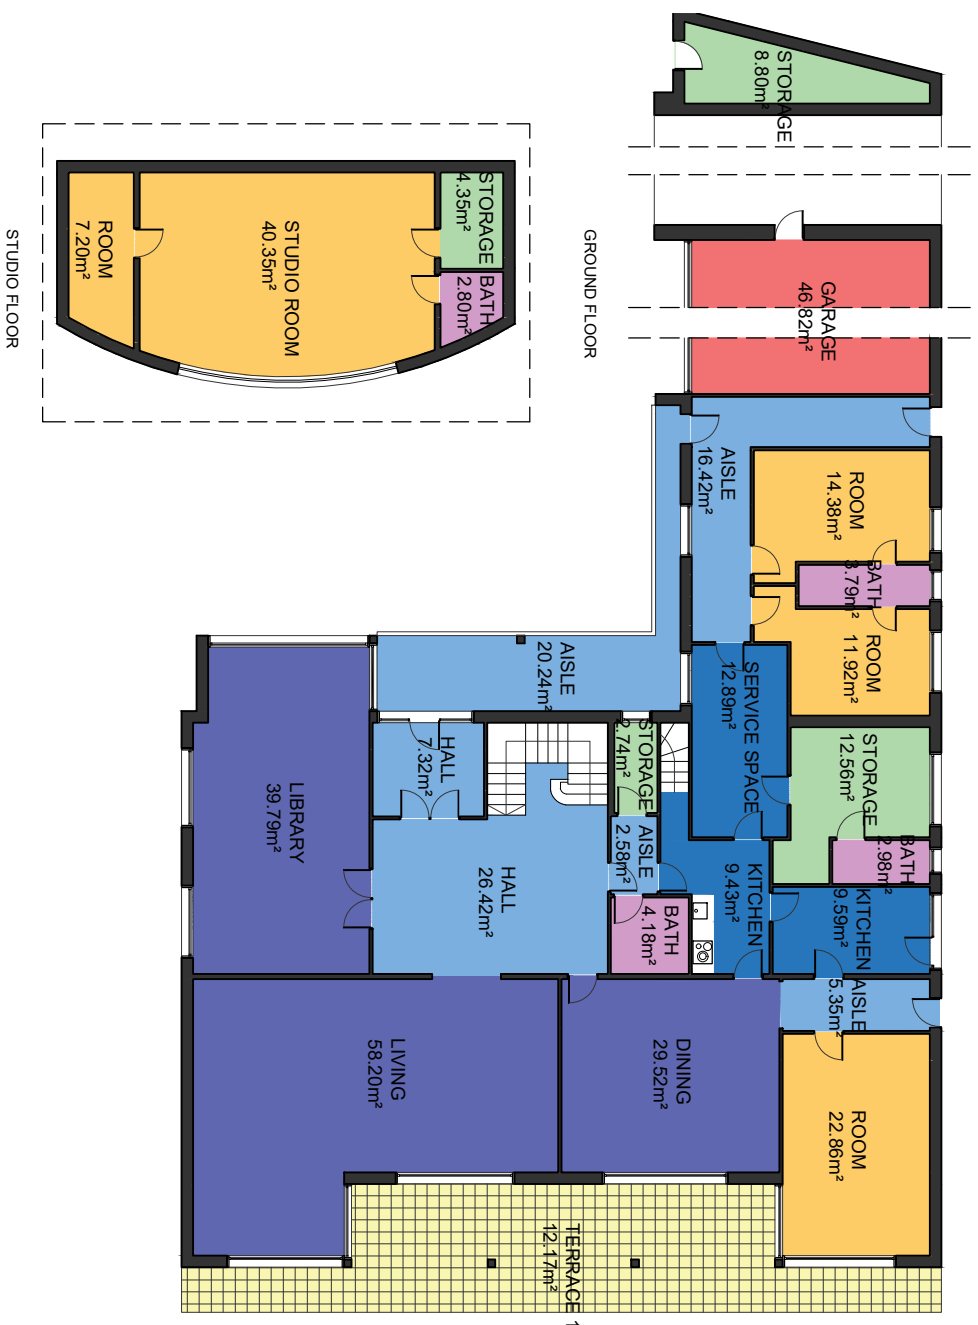 STORAGE
8.80m²
STUDIO FLOOR
ROOM
7.20m²
STUDIO ROOM
40.35m²
STORAGE
4.35m²
BATH
2.80m²
GROUND FLOOR
GARAGE
46.82m²
AISLE
16.42m²
ROOM
14.38m²
BATH
3.79m²
ROOM
11.92m²
AISLE
20.24m²
SERVICE SPACE
12.89m²
STORAGE
12.56m²
BATH
2.98m²
HALL
7.32m²
STORAGE
2.74m²
LIBRARY
39.79m²
HALL
26.42m²
AISLE
2.58m²
BATH
4.18m²
KITCHEN
9.43m²
KITCHEN
9.59m²
AISLE
5.35m²
LIVING
58.20m²
DINING
29.52m²
ROOM
22.86m²
TERRACE 1
12.17m²